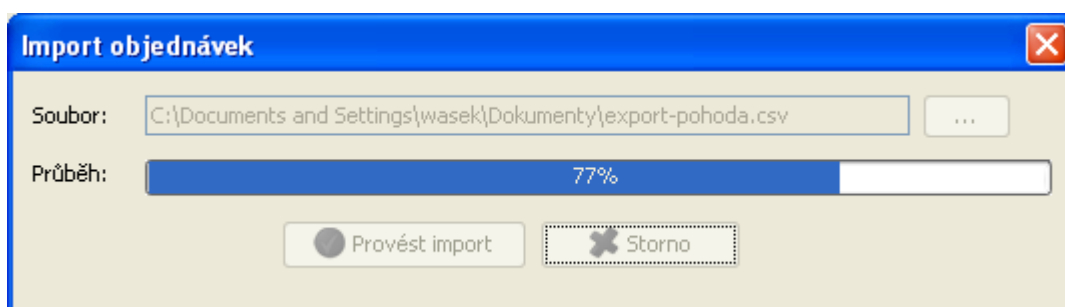 Import objednávek
Soubor: C:\Documents and Settings\wasek\Dokumenty\export-pohoda.csv ...
Průběh: 77%
Provést import Storno